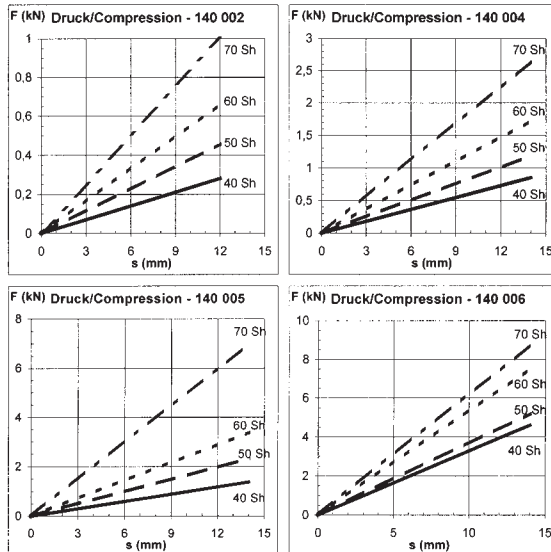 F (kN) Druck/Compression - 140 002
1
0,8
0,6
0,4
0,2
0
70 Sh
60 Sh
50 Sh
40 Sh
0 3 6 9 12 15
s (mm)
F (kN) Druck/Compression - 140 004
3
2,5
2
1,5
1
0,5
0
70 Sh
60 Sh
50 Sh
40 Sh
0 3 6 9 12 15
s (mm)
F (kN) Druck/Compression - 140 005
8
6
4
2
0
70 Sh
60 Sh
50 Sh
40 Sh
0 3 6 9 12 15
s (mm)
F (kN) Druck/Compression - 140 006
10
8
6
4
2
0
70 Sh
60 Sh
50 Sh
40 Sh
0 5 10 15
s (mm)